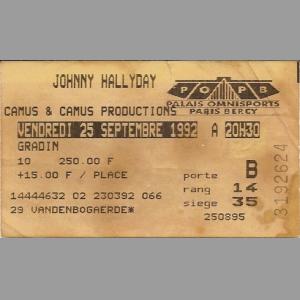 JOHNNY HALLYDAY
POPB
PALAIS OMNISPORTS
PARIS BERCY
CAMUS & CAMUS PRODUCTIONS
VENDREDI 25 SEPTEMBRE 1992 A 20H30
GRADIN
10 250.00 F
+15.00 F / PLACE
porte B
rang 14
siege 35
14444632 02 230392 066
250895
29 VANDENBOGAERDE*
3192624